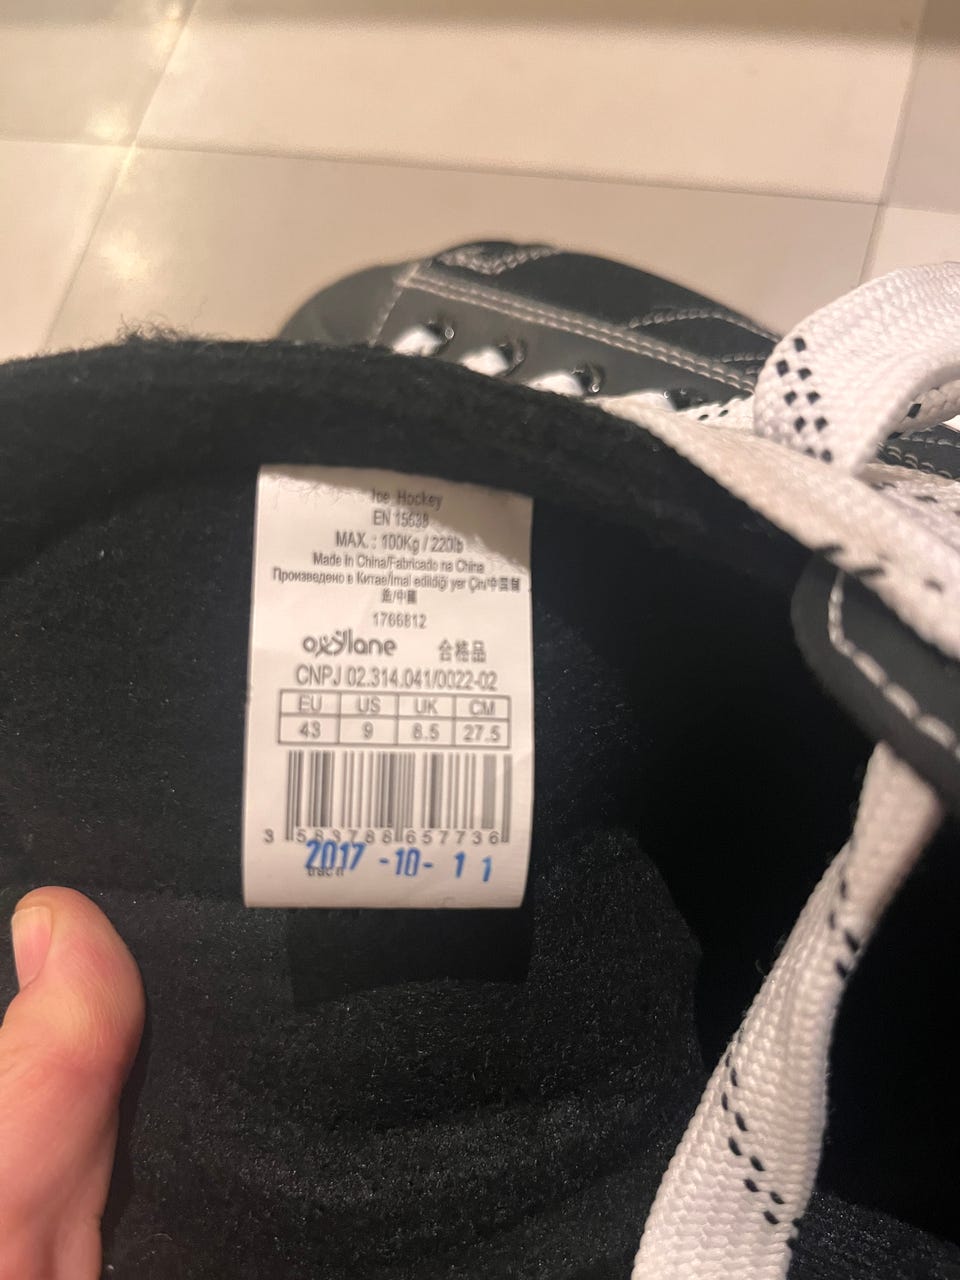 Ice Hockey
EN 15638
MAX. : 100Kg / 220lb
Made in China/Fabricado na China
Произведено в Китае/İmal edildiği yer Çin/中国制
造/中國
1766812
oxylane 合格品
CNPJ 02.314.041/0022-02
EU US UK CM
43 9 8.5 27.5
3 583788 657736
2017 -10- 11